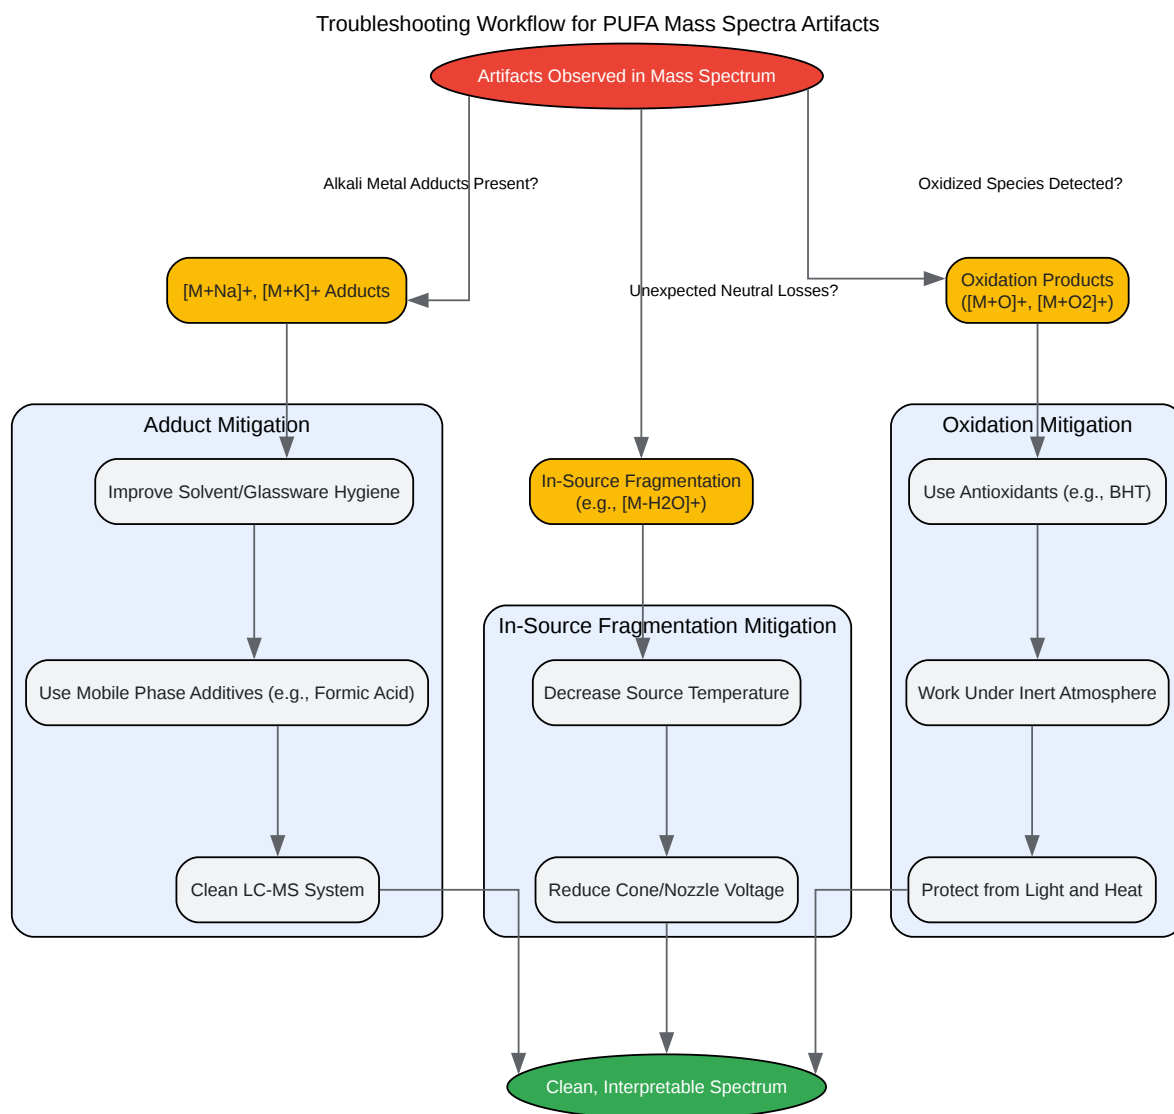 Troubleshooting Workflow for PUFA Mass Spectra Artifacts
Artifacts Observed in Mass Spectrum
Alkali Metal Adducts Present?
Oxidized Species Detected?
[M+Na]+, [M+K]+ Adducts
Unexpected Neutral Losses?
Oxidation Products
([M+O]+, [M+O2]+)
Adduct Mitigation
Oxidation Mitigation
Improve Solvent/Glassware Hygiene
In-Source Fragmentation
(e.g., [M-H2O]+)
Use Antioxidants (e.g., BHT)
In-Source Fragmentation Mitigation
Use Mobile Phase Additives (e.g., Formic Acid)
Decrease Source Temperature
Work Under Inert Atmosphere
Clean LC-MS System
Reduce Cone/Nozzle Voltage
Protect from Light and Heat
Clean, Interpretable Spectrum